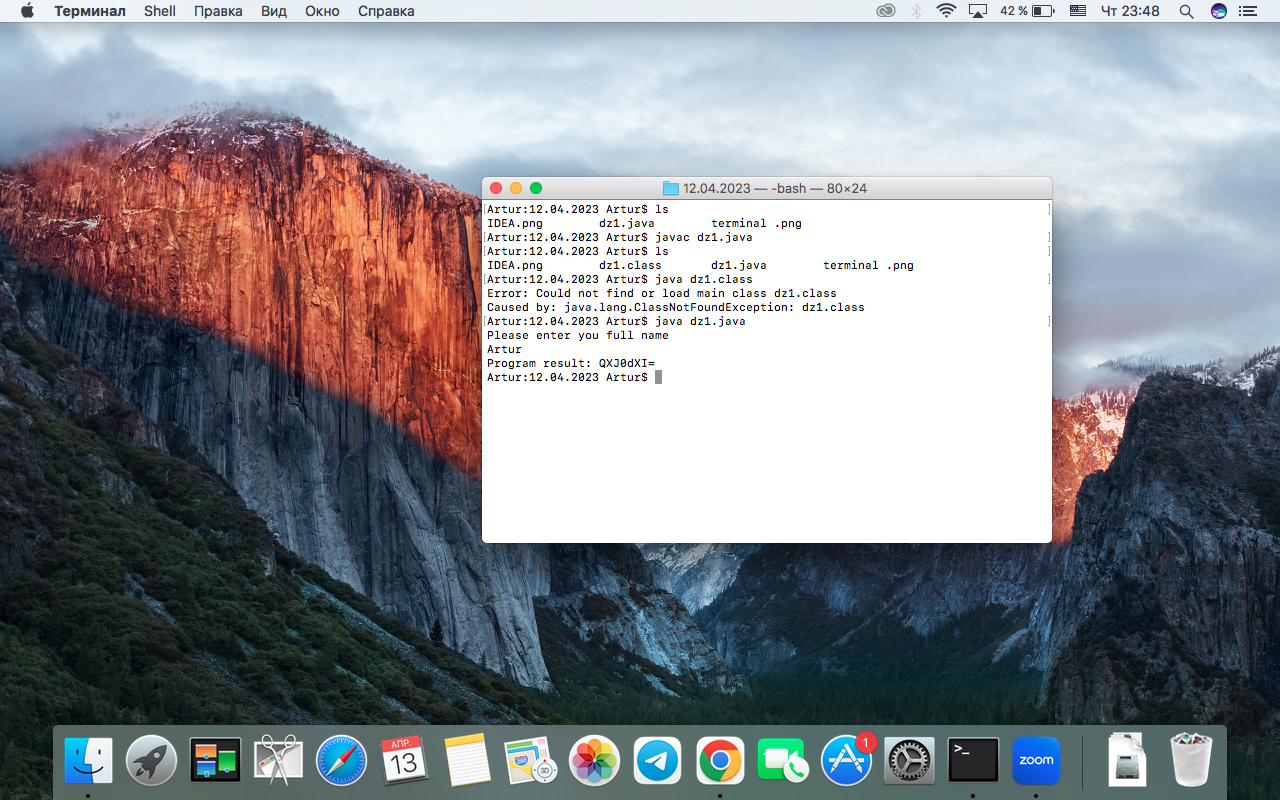 Терминал Shell Правка Вид Окно Справка 42 % Чт 23:48
12.04.2023 — -bash — 80×24
[Artur:12.04.2023 Artur$ ls ]
IDEA.png dz1.java terminal .png
[Artur:12.04.2023 Artur$ javac dz1.java ]
[Artur:12.04.2023 Artur$ ls ]
IDEA.png dz1.class dz1.java terminal .png
[Artur:12.04.2023 Artur$ java dz1.class ]
Error: Could not find or load main class dz1.class
Caused by: java.lang.ClassNotFoundException: dz1.class
[Artur:12.04.2023 Artur$ java dz1.java ]
Please enter you full name
Artur
Program result: QXJ0dXI=
Artur:12.04.2023 Artur$
АПР
13
280
3D
1
>_
zoom